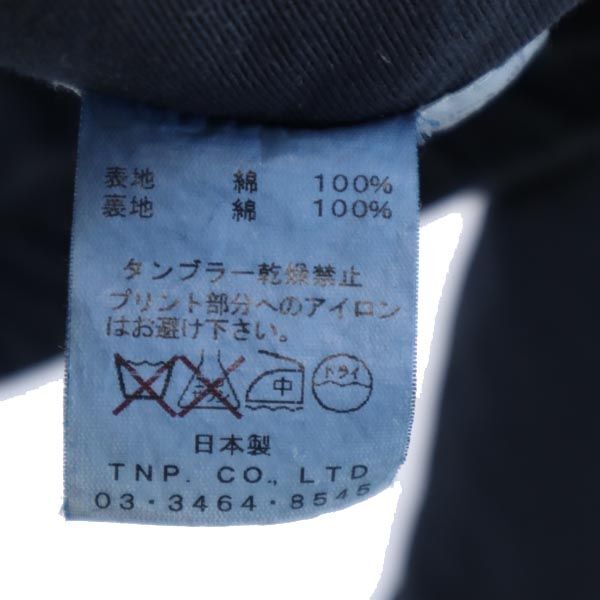 表地 綿 100%
裏地 綿 100%
タンブラー乾燥禁止
プリント部分へのアイロン
はお避け下さい。
中 ドライ
日本製
TNP. CO., LTD
03・3464・8545